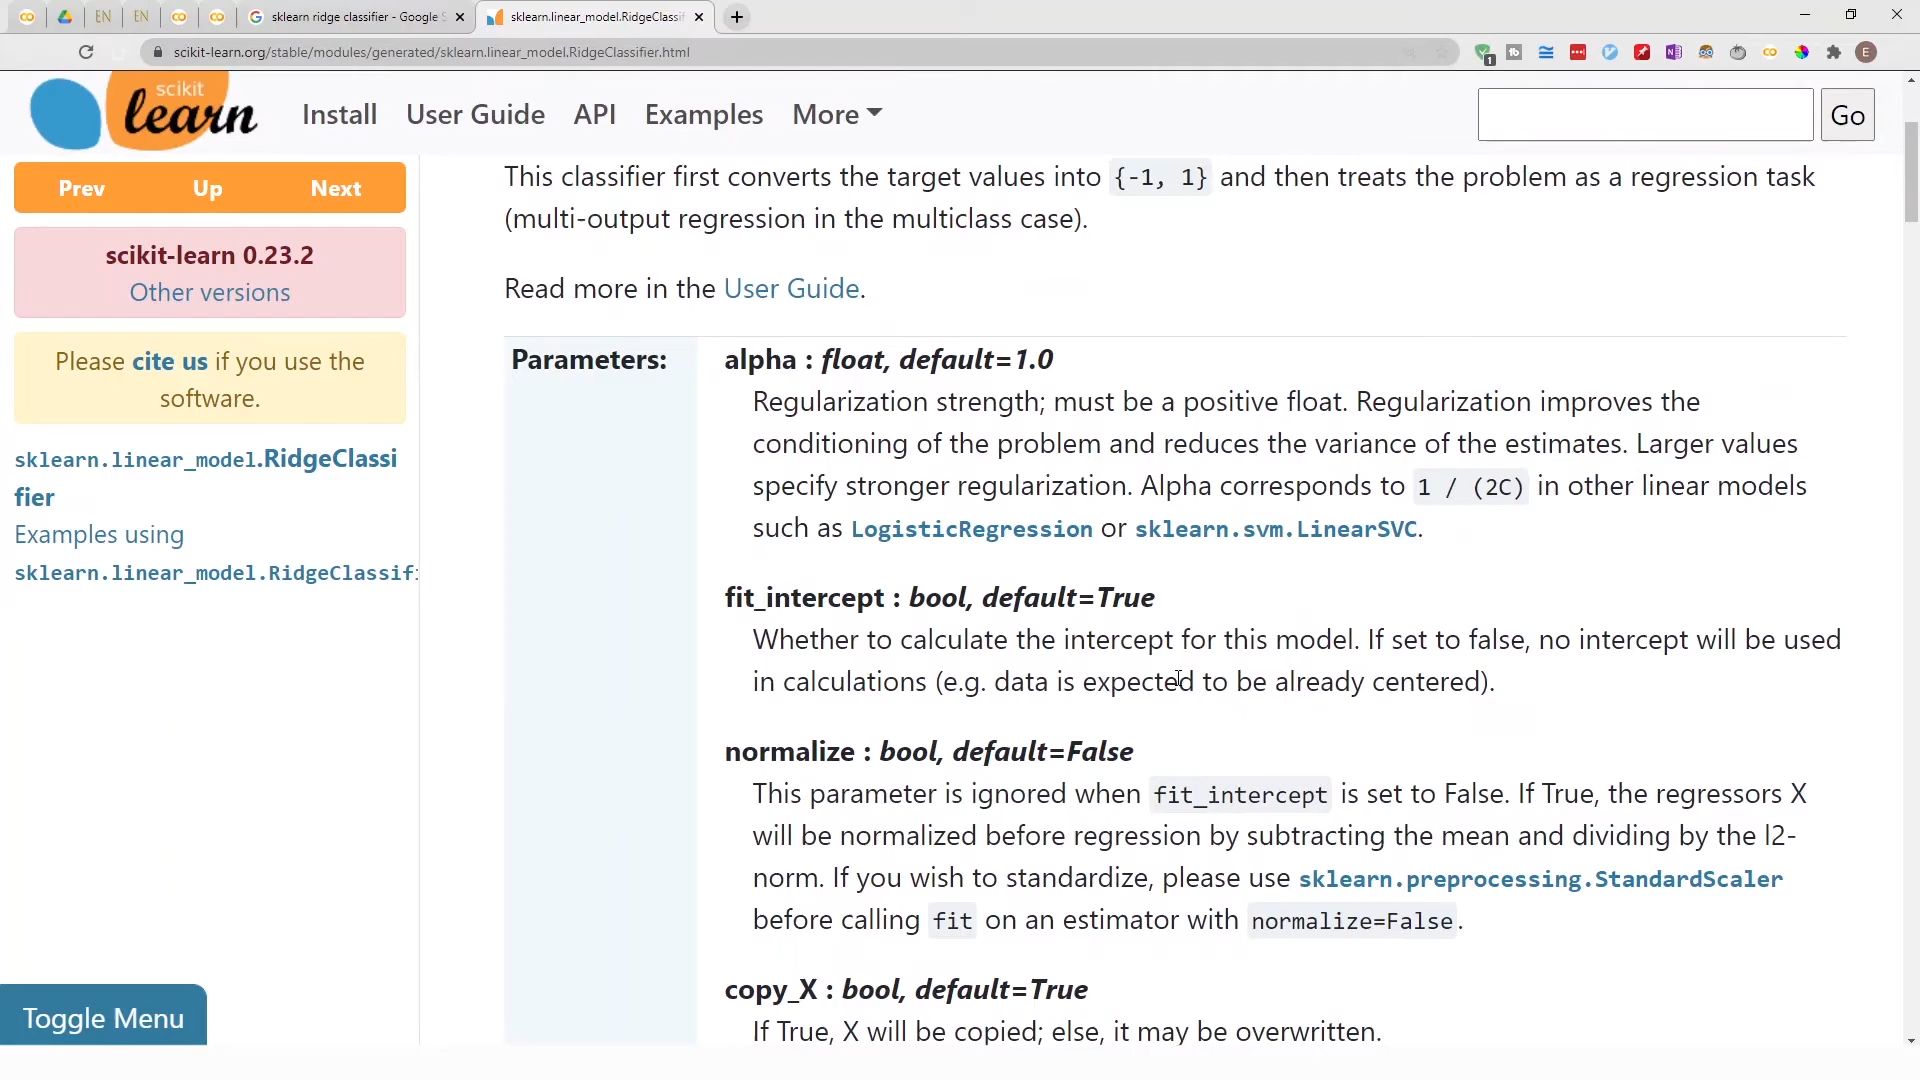 EN
EN
sklearn ridge classifier - Google S
sklearn.linear_model.RidgeClassif
scikit-learn.org/stable/modules/generated/sklearn.linear_model.RidgeClassifier.html
1
E
scikit
learn
Install User Guide API Examples More
Go
Prev Up Next
scikit-learn 0.23.2
Other versions
Please cite us if you use the
software.
sklearn.linear_model.RidgeClassi
fier
Examples using
sklearn.linear_model.RidgeClassifi
Toggle Menu
This classifier first converts the target values into {-1, 1} and then treats the problem as a regression task
(multi-output regression in the multiclass case).
Read more in the User Guide.
Parameters:
alpha : float, default=1.0
Regularization strength; must be a positive float. Regularization improves the
conditioning of the problem and reduces the variance of the estimates. Larger values
specify stronger regularization. Alpha corresponds to 1 / (2C) in other linear models
such as LogisticRegression or sklearn.svm.LinearSVC.
fit_intercept : bool, default=True
Whether to calculate the intercept for this model. If set to false, no intercept will be used
in calculations (e.g. data is expected to be already centered).
normalize : bool, default=False
This parameter is ignored when fit_intercept is set to False. If True, the regressors X
will be normalized before regression by subtracting the mean and dividing by the l2-
norm. If you wish to standardize, please use sklearn.preprocessing.StandardScaler
before calling fit on an estimator with normalize=False.
copy_X : bool, default=True
If True, X will be copied; else, it may be overwritten.